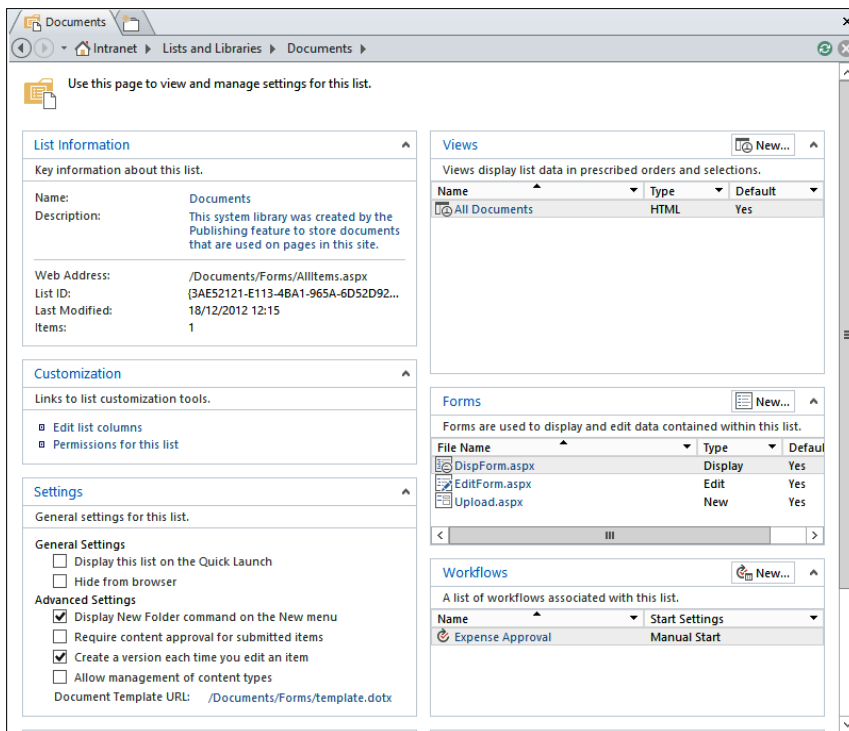 Documents
Intranet Lists and Libraries Documents
Use this page to view and manage settings for this list.
List Information
Key information about this list.
Name: Documents
Description: This system library was created by the
Publishing feature to store documents
that are used on pages in this site.
Web Address: /Documents/Forms/AllItems.aspx
List ID: {3AE52121-E113-4BA1-965A-6D52D92...
Last Modified: 18/12/2012 12:15
Items: 1
Customization
Links to list customization tools.
Edit list columns
Permissions for this list
Settings
General settings for this list.
General Settings
Display this list on the Quick Launch
Hide from browser
Advanced Settings
Display New Folder command on the New menu
Require content approval for submitted items
Create a version each time you edit an item
Allow management of content types
Document Template URL: /Documents/Forms/template.dotx
Views New...
Views display list data in prescribed orders and selections.
Name Type Default
All Documents HTML Yes
Forms New...
Forms are used to display and edit data contained within this list.
File Name Type Defaul
DispForm.aspx Display Yes
EditForm.aspx Edit Yes
Upload.aspx New Yes
Workflows New...
A list of workflows associated with this list.
Name Start Settings
Expense Approval Manual Start